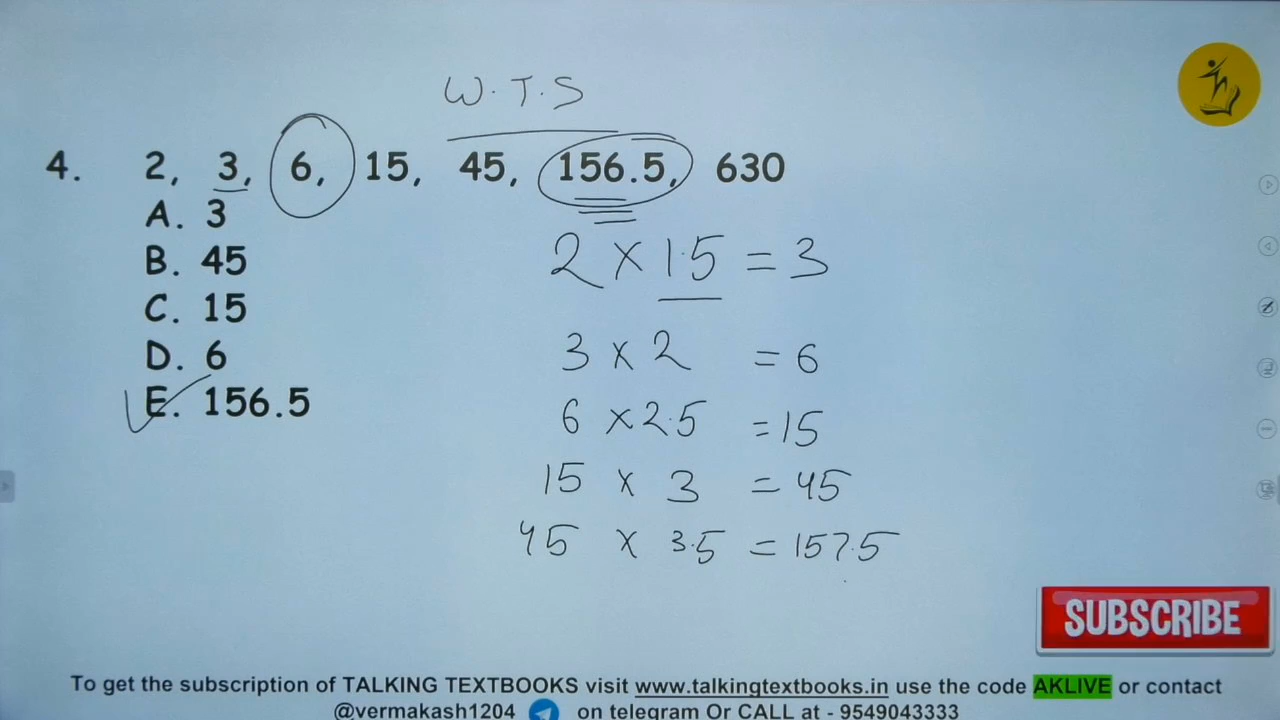 W.T.S
4. 2, 3, 6, 15, 45, 156.5, 630
A. 3
B. 45
C. 15
D. 6
E. 156.5
2 × 1.5 = 3
3 × 2 = 6
6 × 2.5 = 15
15 × 3 = 45
45 × 3.5 = 157.5
SUBSCRIBE
To get the subscription of TALKING TEXTBOOKS visit www.talkingtextbooks.in use the code AKLIVE or contact
@vermakash1204 on telegram Or CALL at - 9549043333